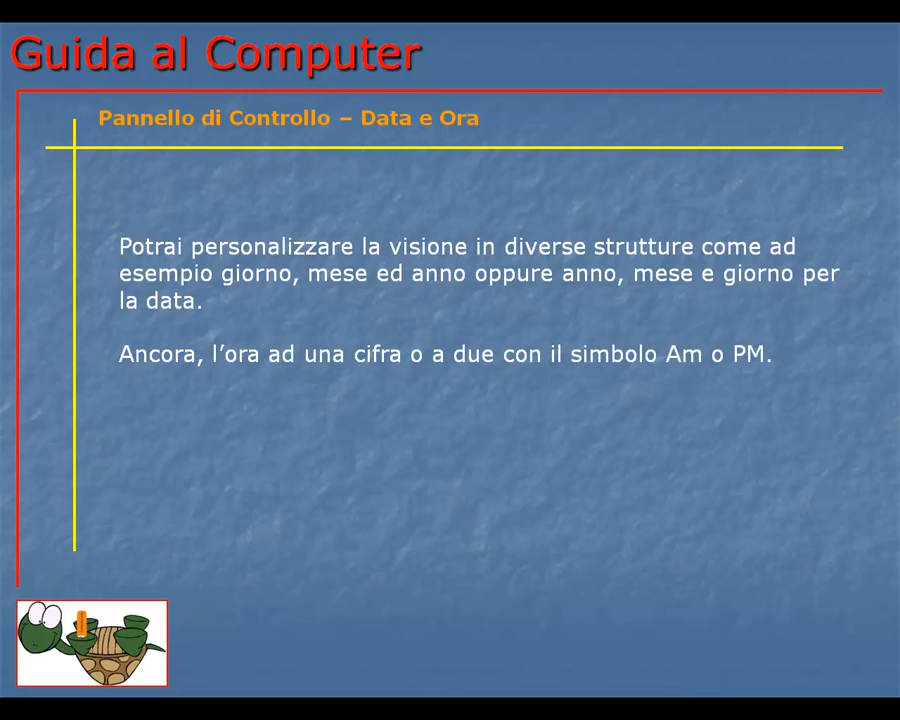 Guida al Computer
Pannello di Controllo – Data e Ora
Potrai personalizzare la visione in diverse strutture come ad
esempio giorno, mese ed anno oppure anno, mese e giorno per
la data.
Ancora, l’ora ad una cifra o a due con il simbolo Am o PM.